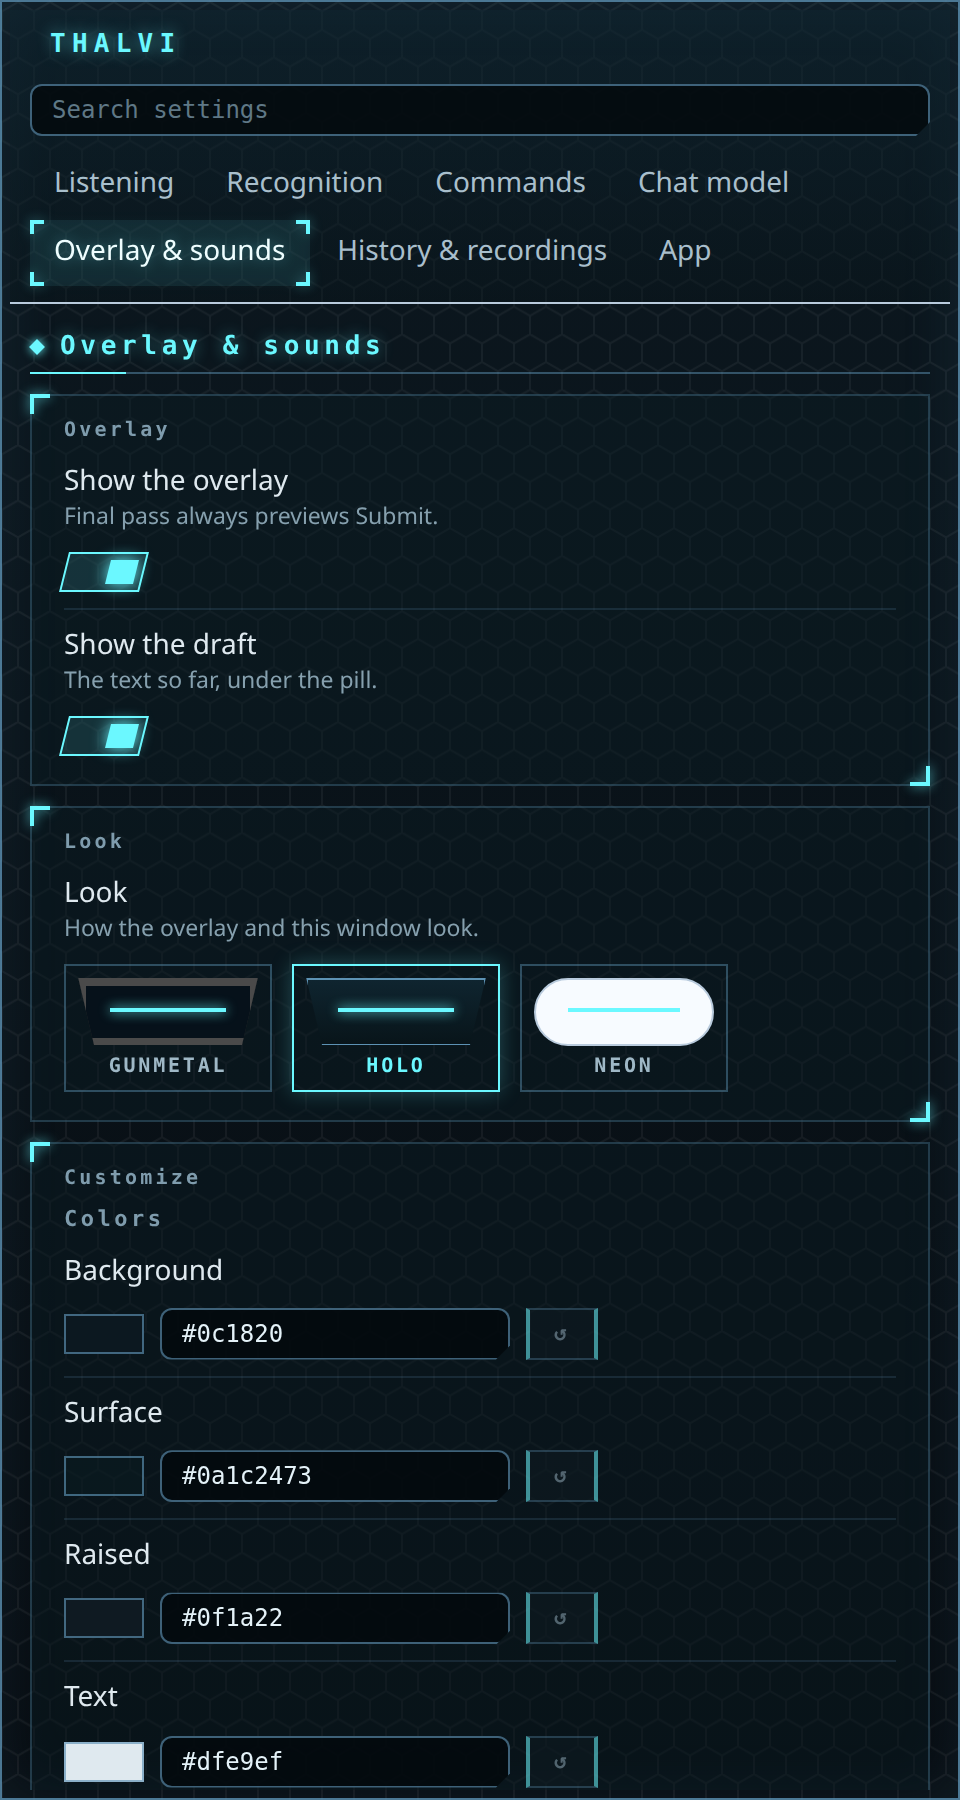 THALVI
Search settings
Listening Recognition Commands Chat model
Overlay & sounds History & recordings App
◆ Overlay & sounds
Overlay
Show the overlay
Final pass always previews Submit.
Show the draft
The text so far, under the pill.
Look
Look
How the overlay and this window look.
GUNMETAL HOLO NEON
Customize
Colors
Background
#0c1820 ↺
Surface
#0a1c2473 ↺
Raised
#0f1a22 ↺
Text
#dfe9ef ↺